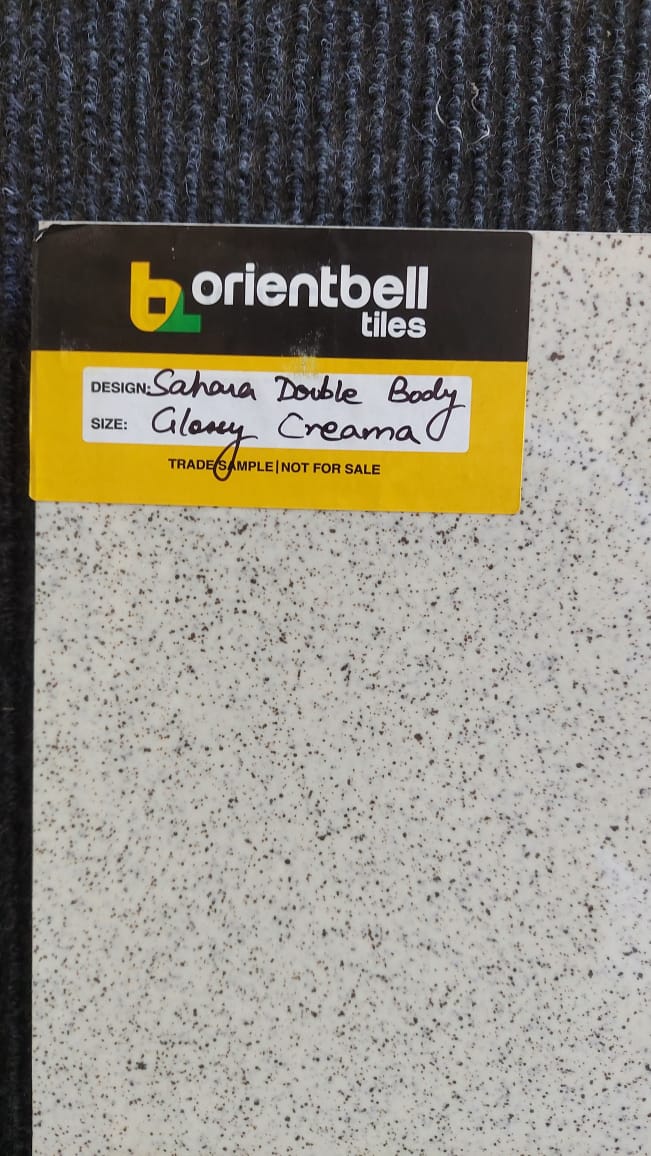 orientbell
tiles
DESIGN: Sahara Double Body
SIZE: Glossy Creama
TRADE SAMPLE | NOT FOR SALE